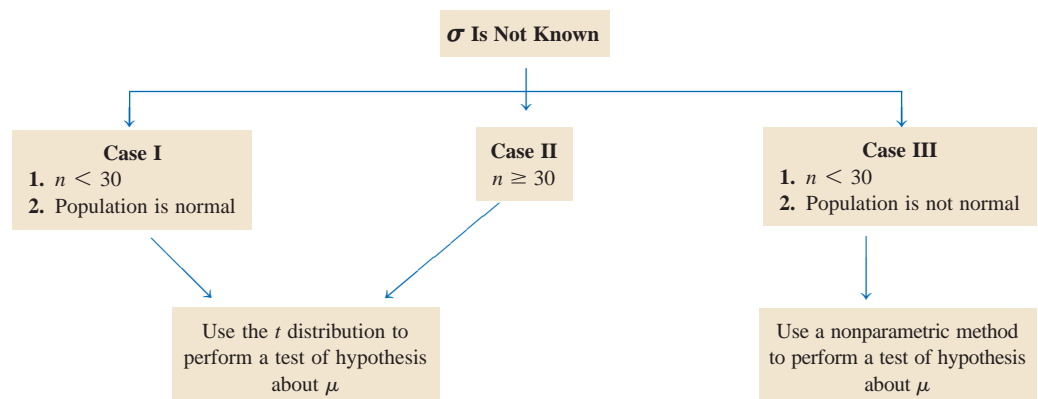 σ Is Not Known
Case I
1. n < 30
2. Population is normal
Case II
n ≥ 30
Case III
1. n < 30
2. Population is not normal
Use the t distribution to
perform a test of hypothesis
about μ
Use a nonparametric method
to perform a test of hypothesis
about μ